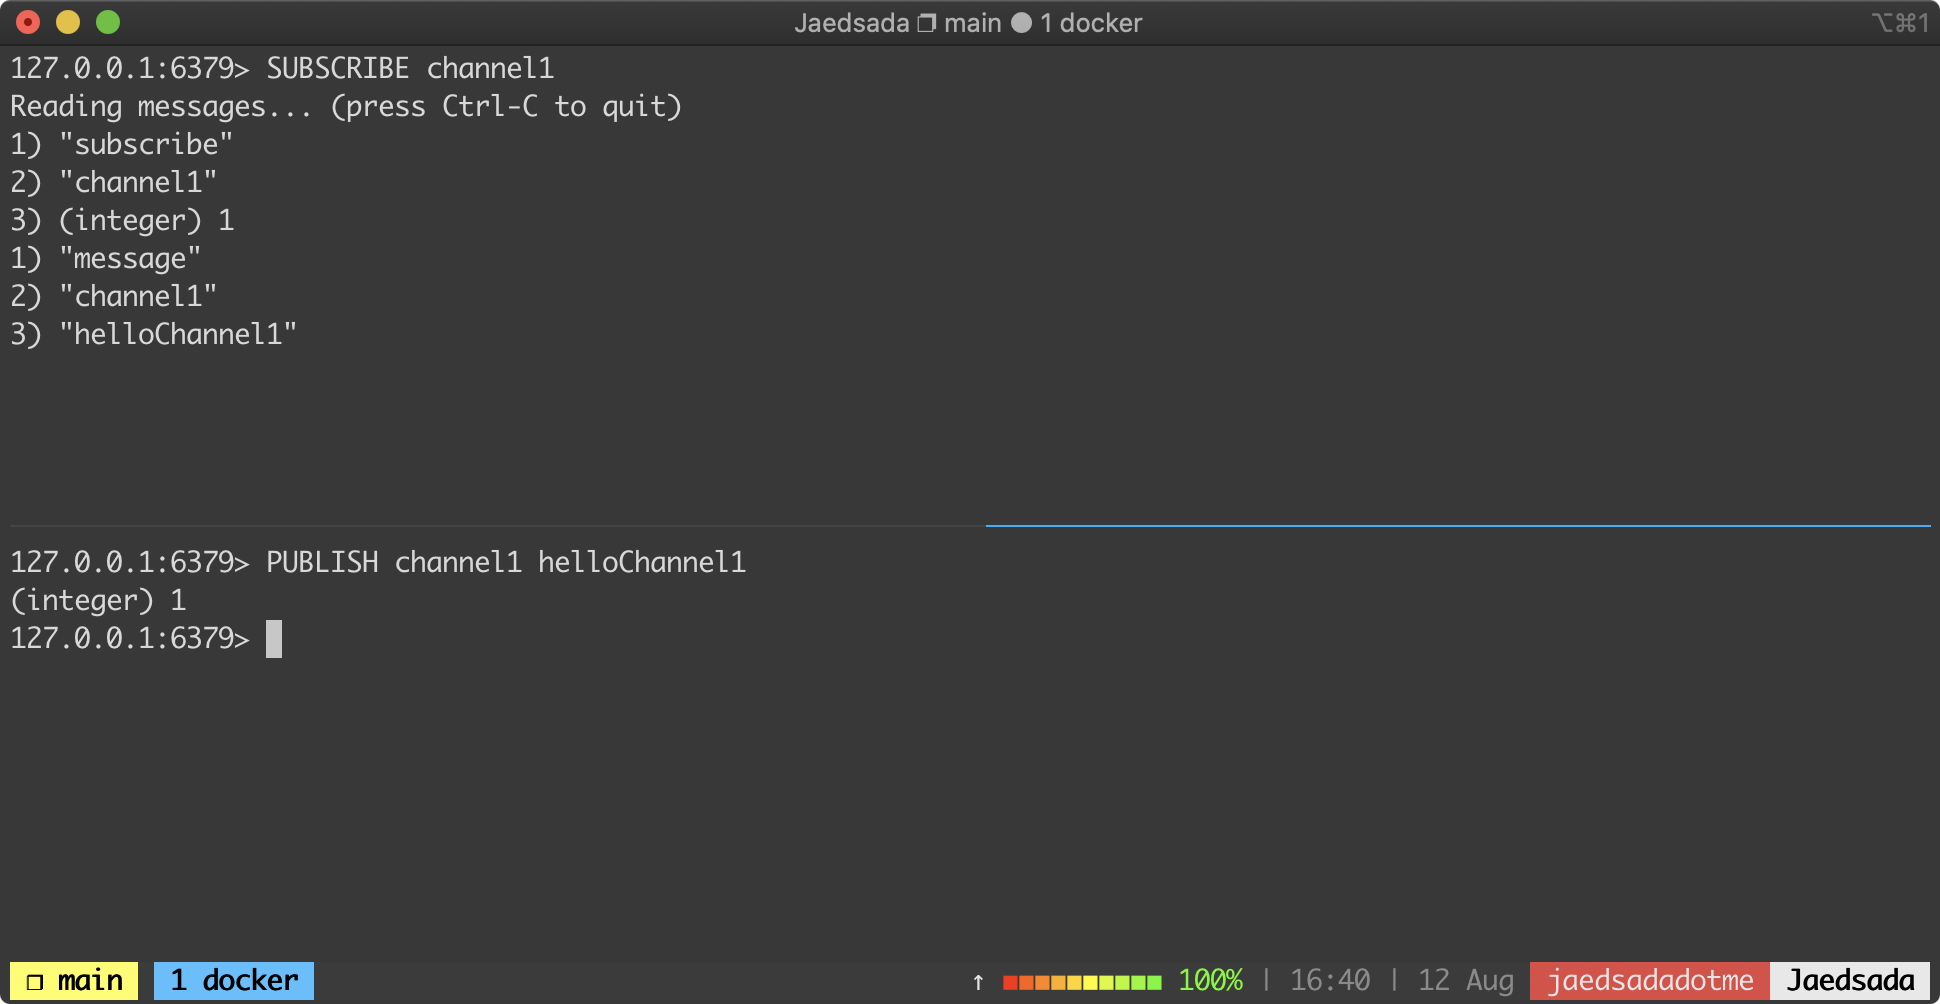 Jaedsada ❐ main ● 1 docker
⌥⌘1
127.0.0.1:6379> SUBSCRIBE channel1
Reading messages... (press Ctrl-C to quit)
1) "subscribe"
2) "channel1"
3) (integer) 1
1) "message"
2) "channel1"
3) "helloChannel1"
127.0.0.1:6379> PUBLISH channel1 helloChannel1
(integer) 1
127.0.0.1:6379>
❐ main 1 docker ↑ 100% | 16:40 | 12 Aug jaedsadadotme Jaedsada